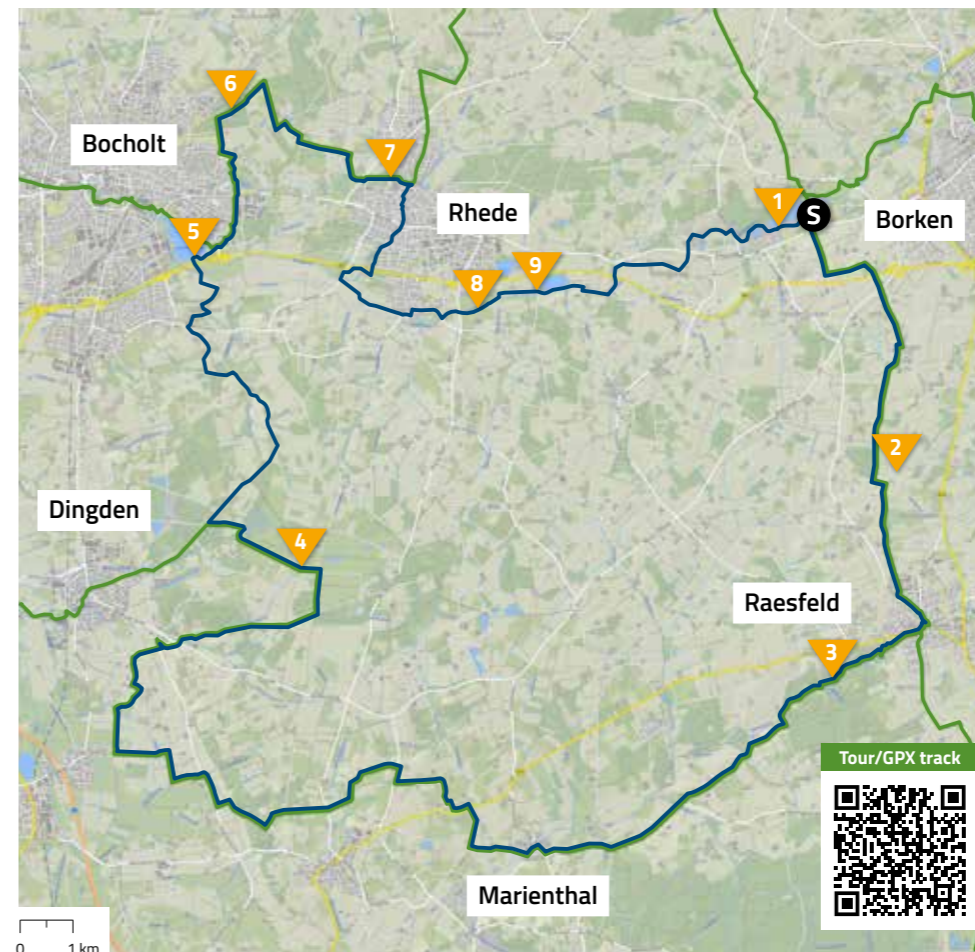 6
Bocholt
7
Rhede
1
S
Borken
5
9
8
2
Dingden
4
Raesfeld
3
Tour/GPX track
Marienthal
0 1 km